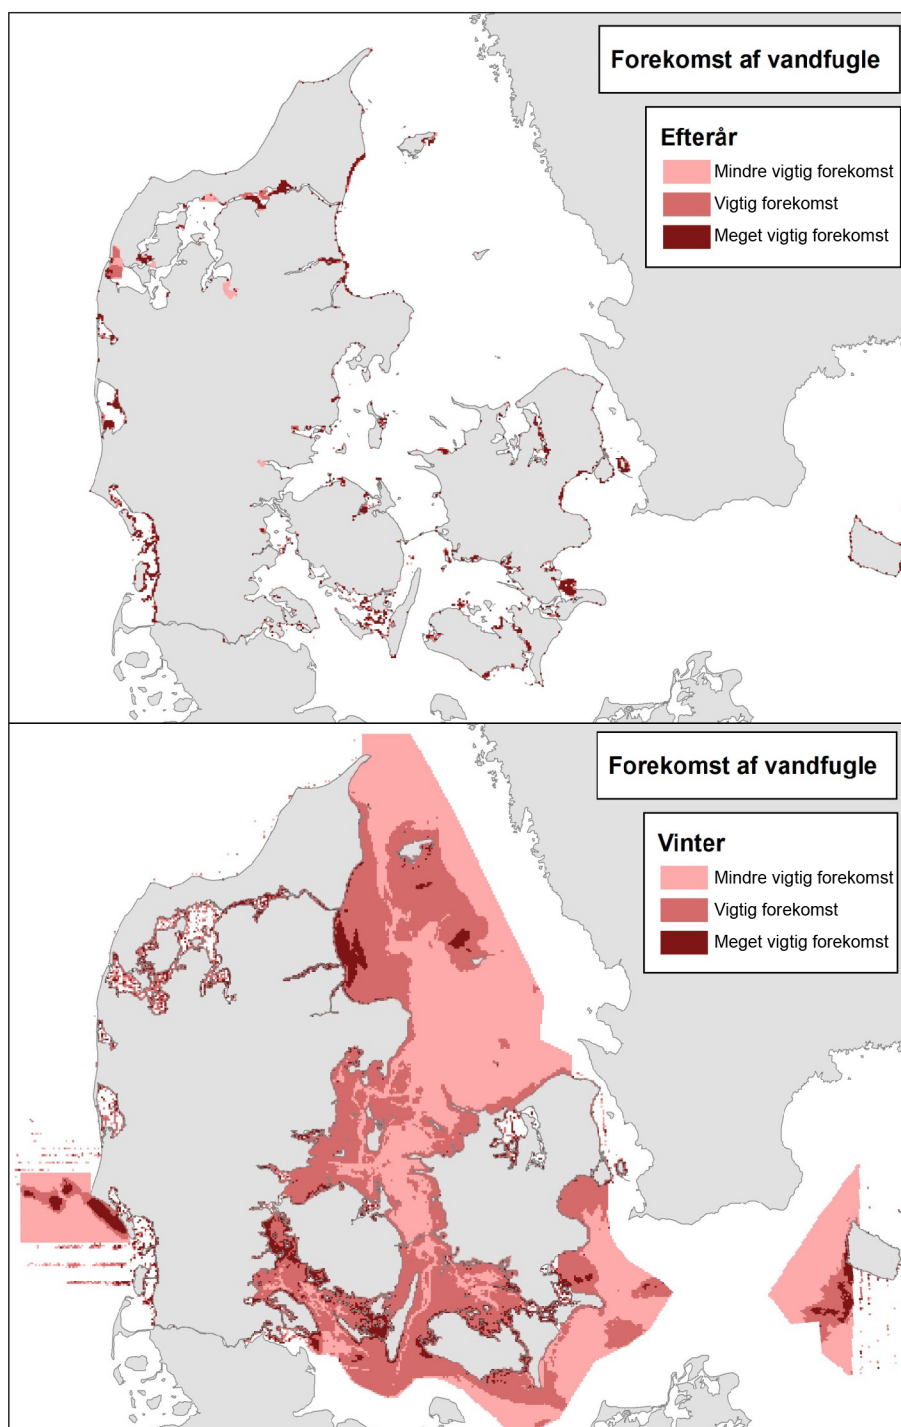 Forekomst af vandfugle
Efterår
Mindre vigtig forekomst
Vigtig forekomst
Meget vigtig forekomst
Forekomst af vandfugle
Vinter
Mindre vigtig forekomst
Vigtig forekomst
Meget vigtig forekomst